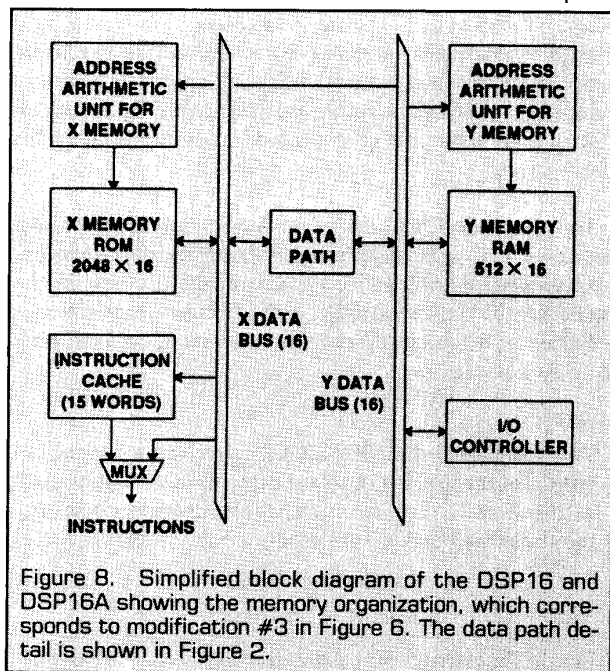 ADDRESS
ARITHMETIC
UNIT FOR
X MEMORY
ADDRESS
ARITHMETIC
UNIT FOR
Y MEMORY
X MEMORY
ROM
2048 × 16
DATA
PATH
Y MEMORY
RAM
512 × 16
X DATA
BUS (16)
INSTRUCTION
CACHE
(15 WORDS)
Y DATA
BUS (16)
I/O
CONTROLLER
MUX
INSTRUCTIONS
Figure 8. Simplified block diagram of the DSP16 and
DSP16A showing the memory organization, which corre-
sponds to modification #3 in Figure 6. The data path de-
tail is shown in Figure 2.